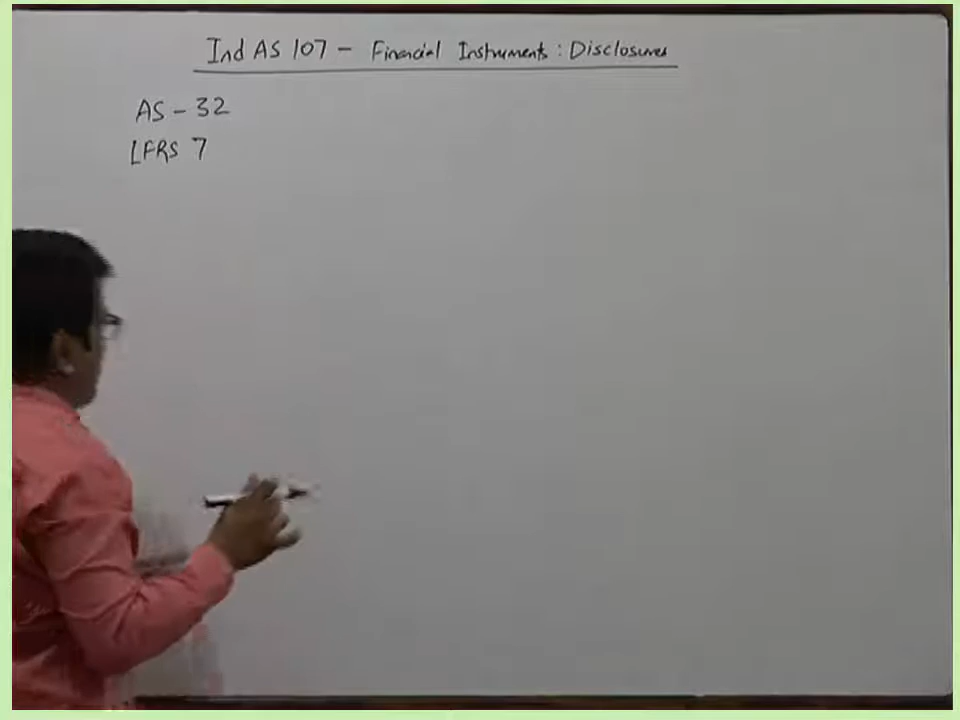 Ind AS 107 - Financial Instruments : Disclosures
AS - 32
IFRS 7